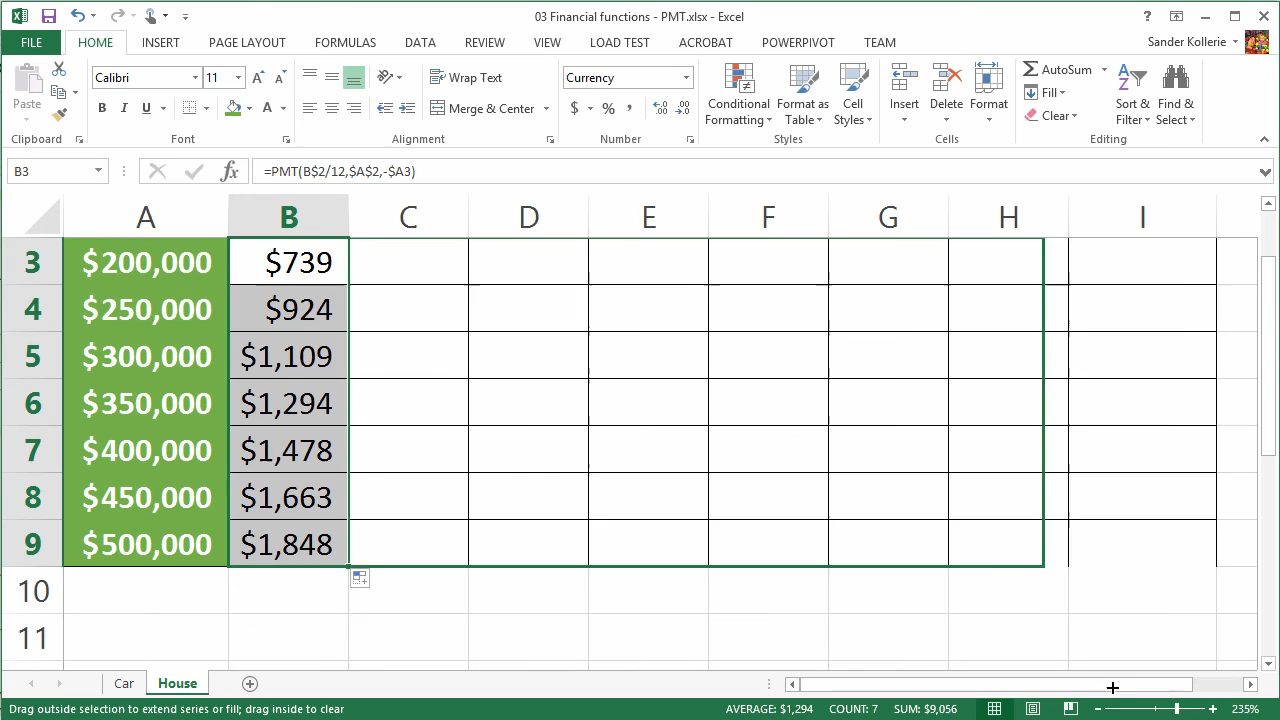 03 Financial functions - PMT.xlsx - Excel
FILE HOME INSERT PAGE LAYOUT FORMULAS DATA REVIEW VIEW LOAD TEST ACROBAT POWERPIVOT TEAM Sander Kollerie
Paste Calibri 11 Wrap Text Currency Conditional Formatting Format as Table Cell Styles Insert Delete Format AutoSum Sort & Filter Find & Select
B I U Merge & Center $ % , Fill
Clear
Clipboard Font Alignment Number Styles Cells Editing
B3 fx =PMT(B$2/12,$A$2,-$A3)
A B C D E F G H I
3 $200,000 $739
4 $250,000 $924
5 $300,000 $1,109
6 $350,000 $1,294
7 $400,000 $1,478
8 $450,000 $1,663
9 $500,000 $1,848
10
11
Car House
Drag outside selection to extend series or fill; drag inside to clear AVERAGE: $1,294 COUNT: 7 SUM: $9,056 235%